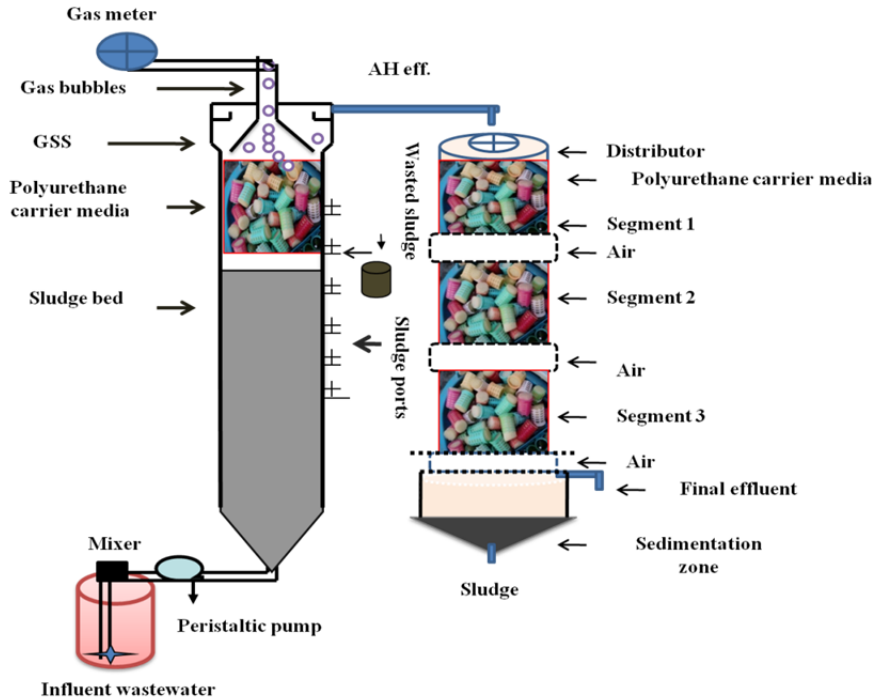 Gas meter
Gas bubbles
GSS
Polyurethane
carrier media
Sludge bed
Mixer
Peristaltic pump
Influent wastewater
AH eff.
Wasted sludge
Sludge ports
Distributor
Polyurethane carrier media
Segment 1
Air
Segment 2
Air
Segment 3
Air
Final effluent
Sedimentation
zone
Sludge